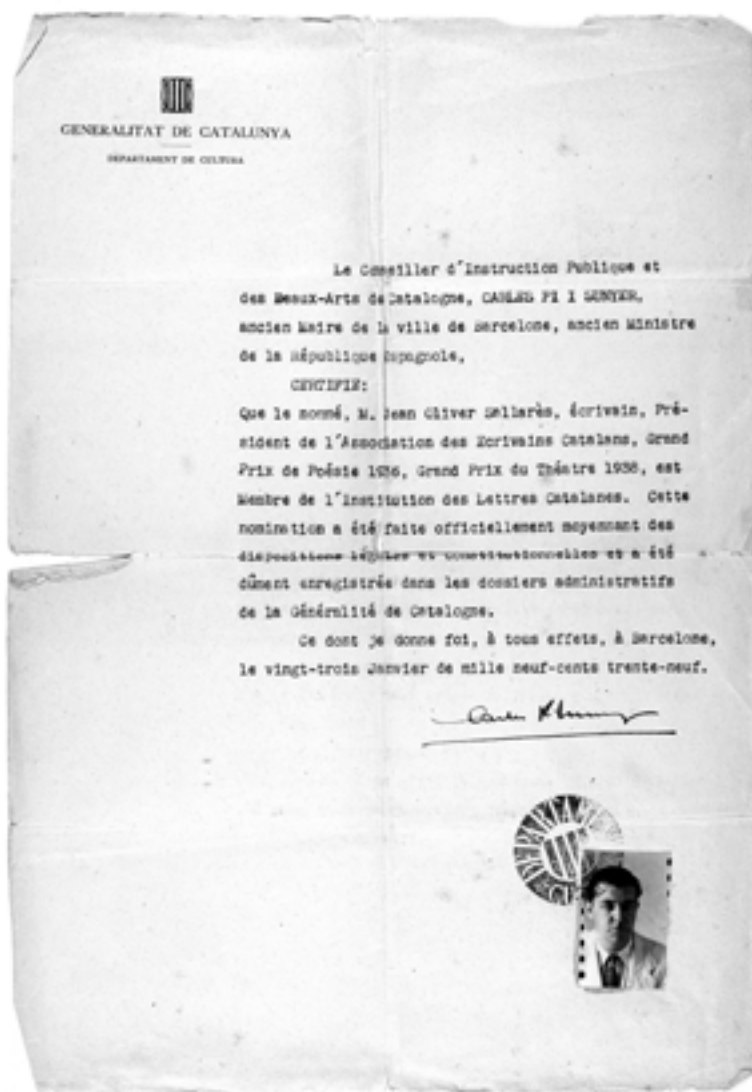 GENERALITAT DE CATALUNYA
DEPARTAMENT DE CULTURA
Le Conseiller d'Instruction Publique et
des Beaux-Arts de Catalogne, CARLES PI I SUNYER,
ancien Maire de la ville de Barcelone, ancien Ministre
de la République Espagnole,
CERTIFIE:
Que le nommé, M. Jean Oliver Sallarès, écrivain, Pré-
sident de l'Association des Ecrivains Catalans, Grand
Prix de Poésie 1936, Grand Prix du Théatre 1938, est
Membre de l'Institution des Lettres Catalanes. Cette
nomination a été faite officiellement moyennant des
dispositions légales et constitutionnelles et a été
dûment enregistrée dans les dossiers administratifs
de la Généralité de Catalogne.
Ce dont je donne foi, à tous effets, à Barcelone,
le vingt-trois Janvier de mille neuf-cents trente-neuf.